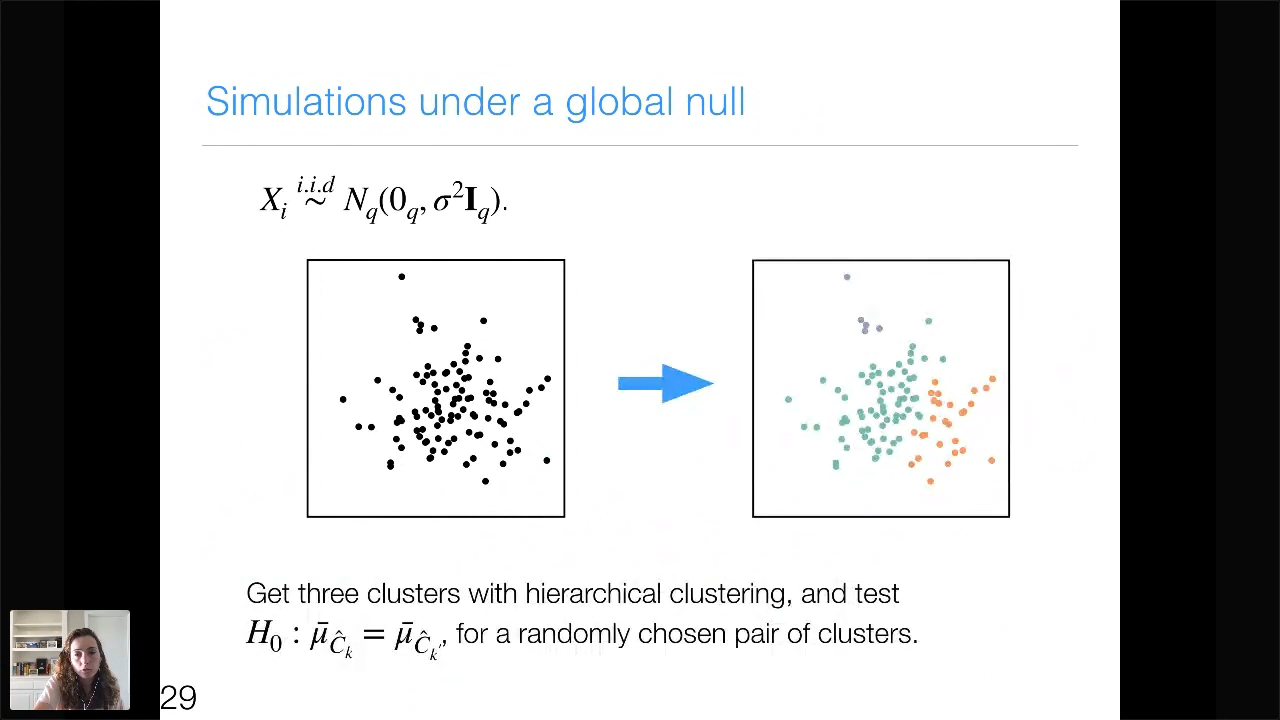 Simulations under a global null
X_i i.i.d ~ N_q(0_q, σ²I_q).
Get three clusters with hierarchical clustering, and test
H_0 : μ̄_{Ĉ_k} = μ̄_{Ĉ_k'}, for a randomly chosen pair of clusters.
29